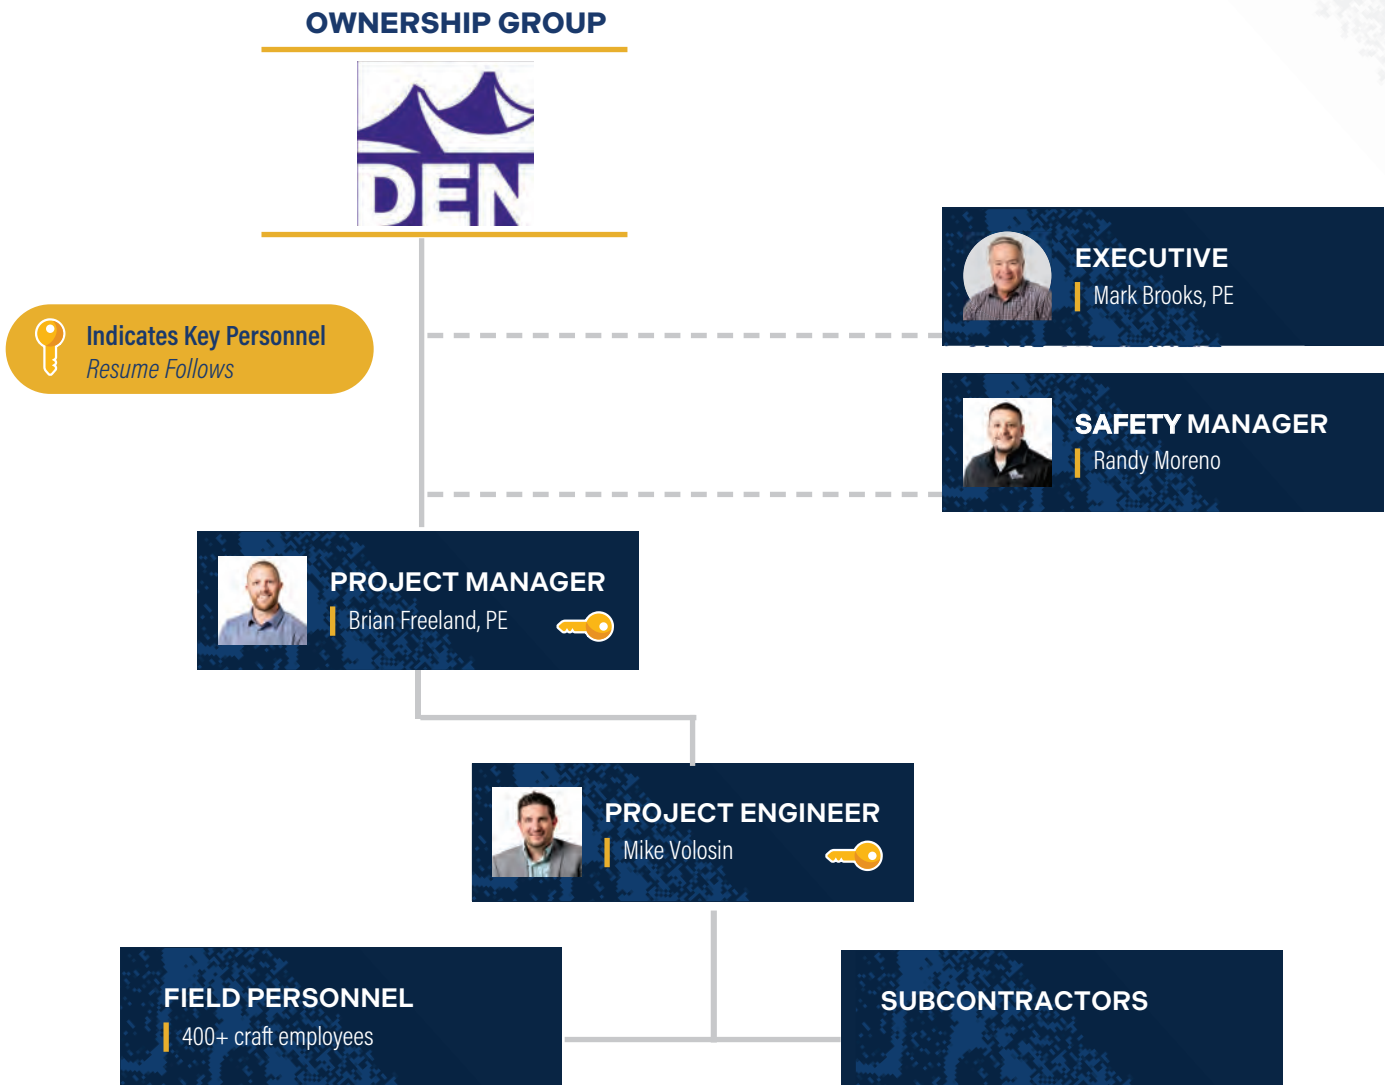 OWNERSHIP GROUP
DEN
EXECUTIVE
Mark Brooks, PE
Indicates Key Personnel
Resume Follows
SAFETY MANAGER
Randy Moreno
PROJECT MANAGER
Brian Freeland, PE
PROJECT ENGINEER
Mike Volosin
FIELD PERSONNEL
400+ craft employees
SUBCONTRACTORS